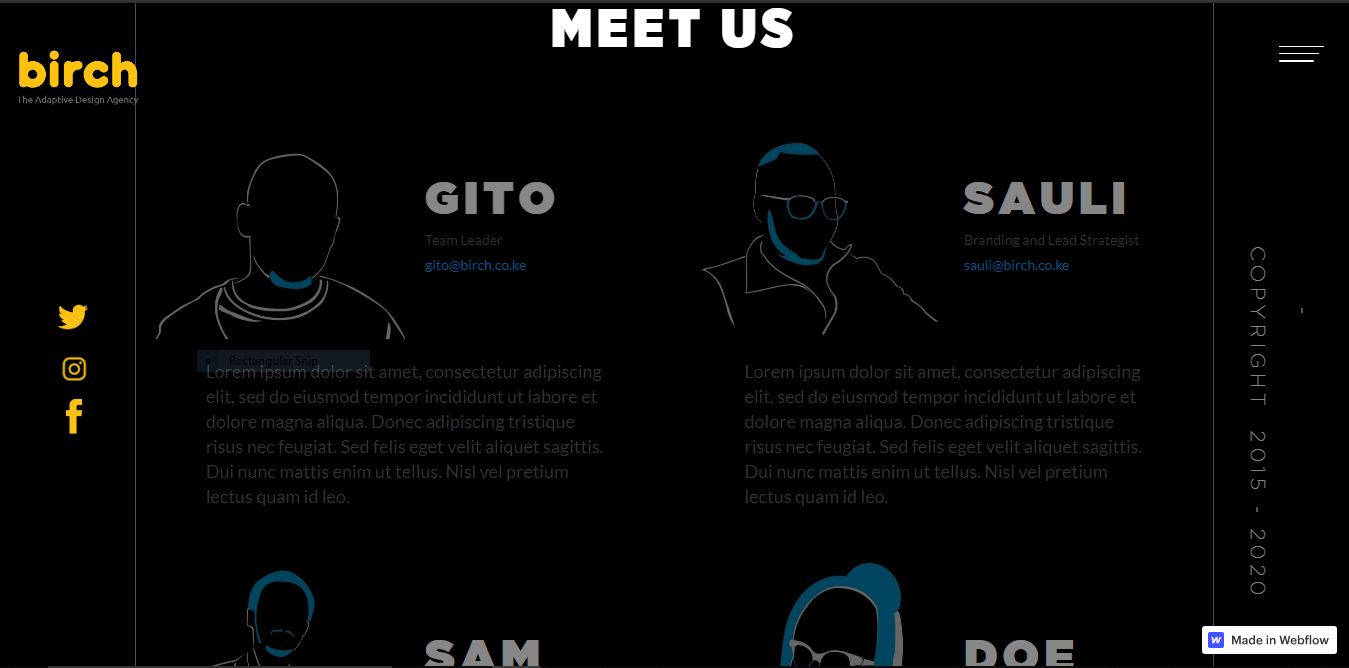 MEET US
birch
The Adaptive Design Agency
GITO
Team Leader
gito@birch.co.ke
SAULI
Branding and Lead Strategist
sauli@birch.co.ke
Rectangular Snip
Lorem ipsum dolor sit amet, consectetur adipiscing
elit, sed do eiusmod tempor incididunt ut labore et
dolore magna aliqua. Donec adipiscing tristique
risus nec feugiat. Sed felis eget velit aliquet sagittis.
Dui nunc mattis enim ut tellus. Nisl vel pretium
lectus quam id leo.
Lorem ipsum dolor sit amet, consectetur adipiscing
elit, sed do eiusmod tempor incididunt ut labore et
dolore magna aliqua. Donec adipiscing tristique
risus nec feugiat. Sed felis eget velit aliquet sagittis.
Dui nunc mattis enim ut tellus. Nisl vel pretium
lectus quam id leo.
SAM
DOE
COPYRIGHT 2015 - 2020
-
Made in Webflow